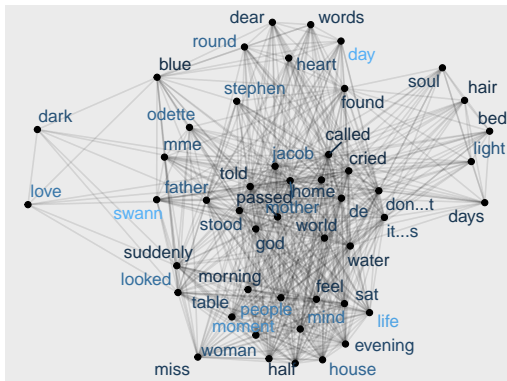 dear
words
round
day
blue
heart
soul
hair
stephen
found
dark
odette
bed
called
mme
jacob
cried
light
told
love
father
passed
home
swann
mother
de
don...t
days
stood
world
it...s
god
suddenly
water
looked
morning
feel
sat
table
people
moment
mind
life
woman
evening
miss
half
house